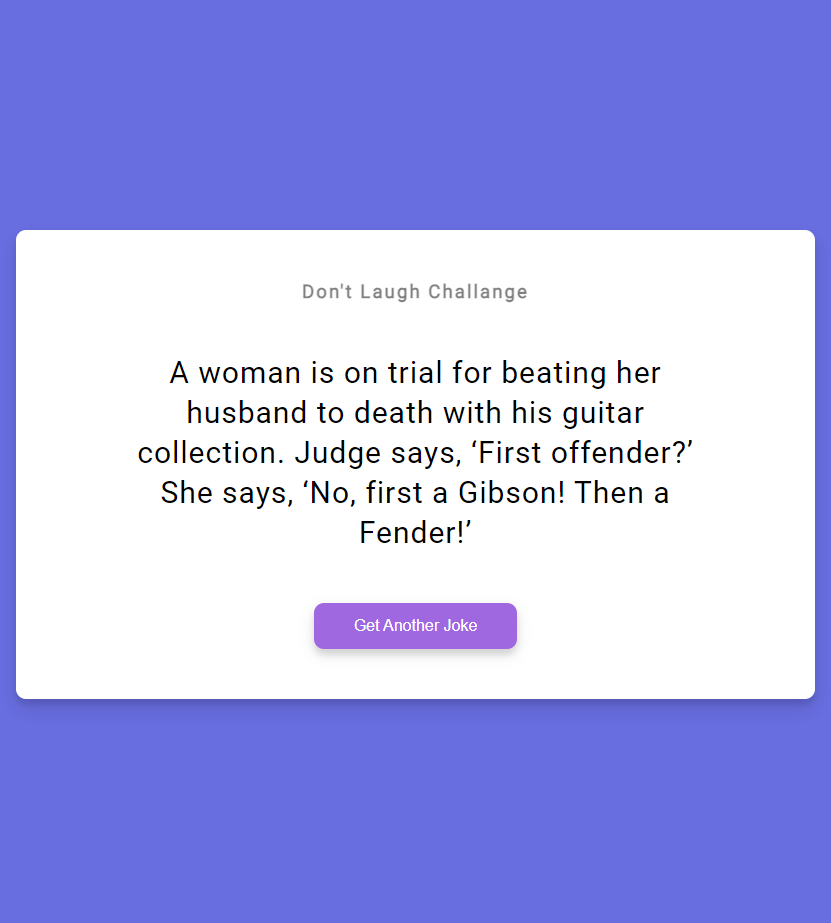 Don't Laugh Challange
A woman is on trial for beating her
husband to death with his guitar
collection. Judge says, ‘First offender?’
She says, ‘No, first a Gibson! Then a
Fender!’
Get Another Joke